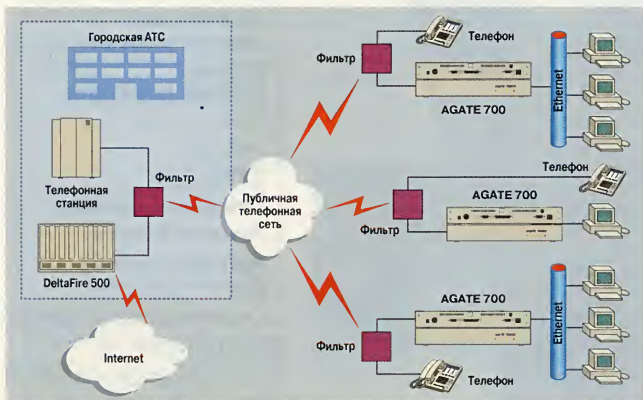 Городская АТС
Телефонная
станция
Фильтр
DeltaFire 500
Internet
Публичная
телефонная
сеть
Фильтр
Телефон
AGATE 700
Ethernet
Телефон
AGATE 700
Фильтр
AGATE 700
Фильтр
Ethernet
Телефон